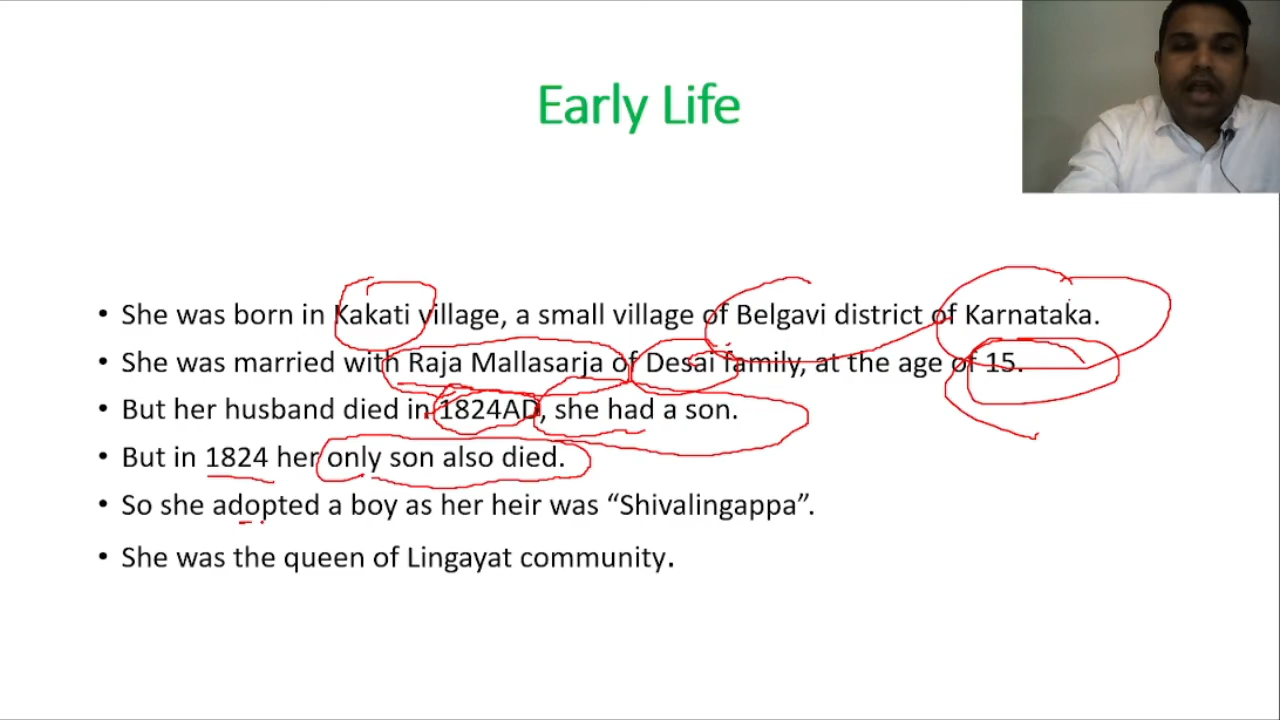 Early Life
• She was born in Kakati village, a small village of Belgavi district of Karnataka.
• She was married with Raja Mallasarja of Desai family, at the age of 15.
• But her husband died in 1824AD, she had a son.
• But in 1824 her only son also died.
• So she adopted a boy as her heir was “Shivalingappa”.
• She was the queen of Lingayat community.